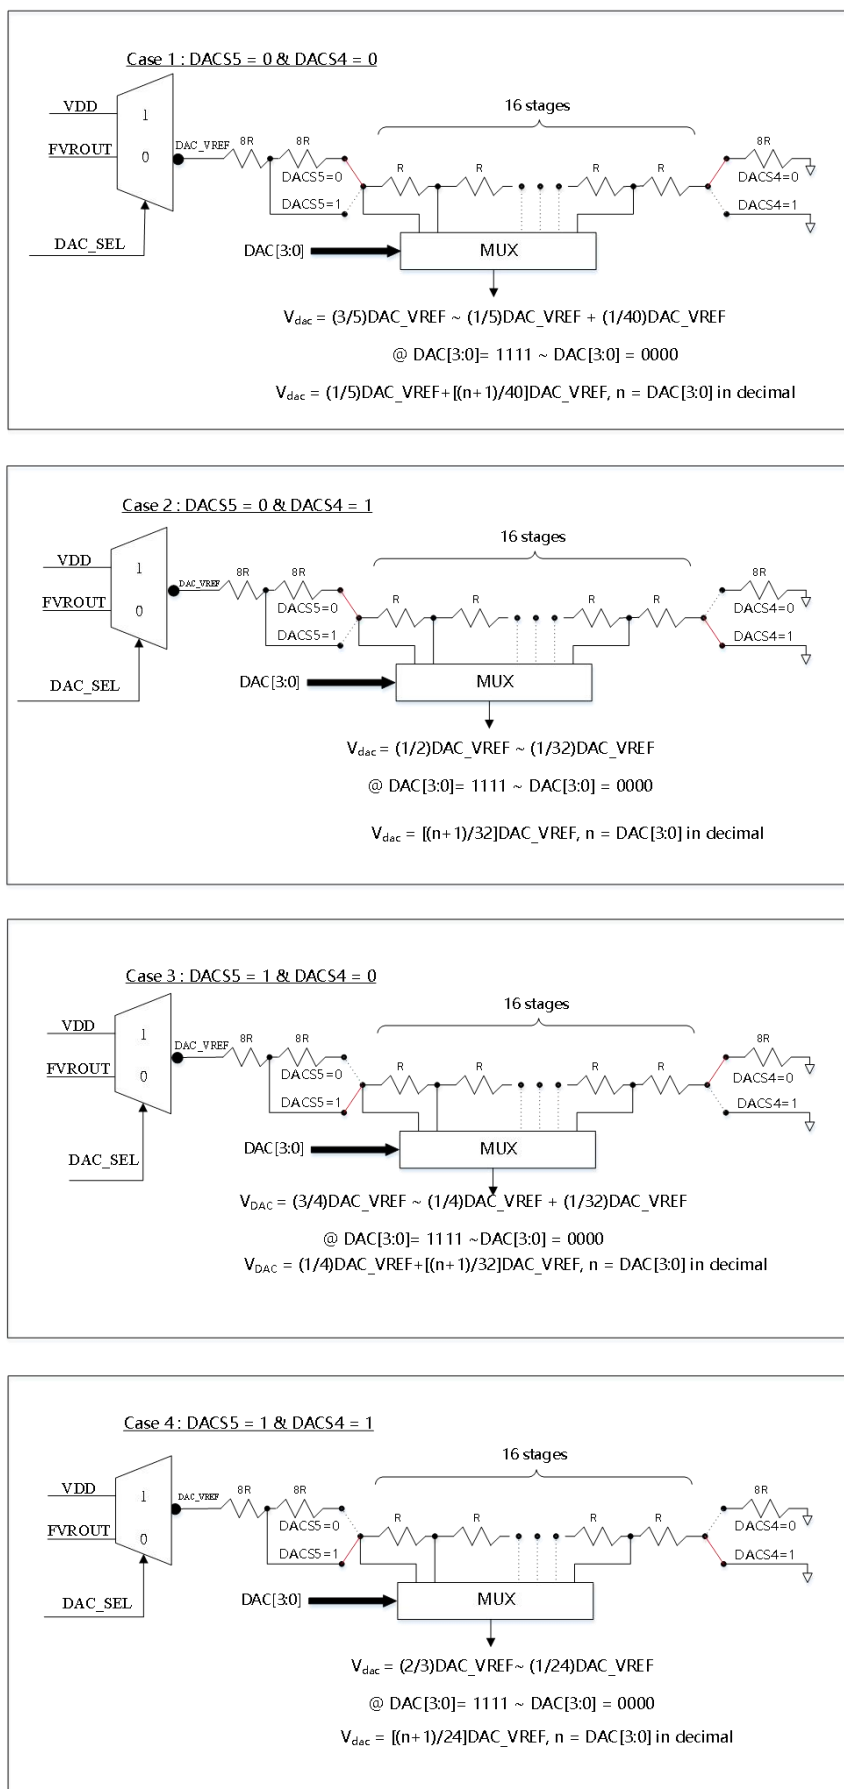 Case 1 : DACS5 = 0 & DACS4 = 0
16 stages
VDD
1
FVROUT
0
DAC_VREF
8R
8R
DACS5=0
DACS5=1
R
R
R
R
8R
DACS4=0
DACS4=1
DAC_SEL
DAC[3:0]
MUX
Vdac = (3/5)DAC_VREF ~ (1/5)DAC_VREF + (1/40)DAC_VREF
@ DAC[3:0]= 1111 ~ DAC[3:0] = 0000
Vdac = (1/5)DAC_VREF+[(n+1)/40]DAC_VREF, n = DAC[3:0] in decimal
Case 2 : DACS5 = 0 & DACS4 = 1
16 stages
VDD
1
FVROUT
0
DAC_VREF
8R
8R
DACS5=0
DACS5=1
R
R
R
R
8R
DACS4=0
DACS4=1
DAC_SEL
DAC[3:0]
MUX
Vdac = (1/2)DAC_VREF ~ (1/32)DAC_VREF
@ DAC[3:0]= 1111 ~ DAC[3:0] = 0000
Vdac = [(n+1)/32]DAC_VREF, n = DAC[3:0] in decimal
Case 3 : DACS5 = 1 & DACS4 = 0
16 stages
VDD
1
FVROUT
0
DAC_VREF
8R
8R
DACS5=0
DACS5=1
R
R
R
R
8R
DACS4=0
DACS4=1
DAC_SEL
DAC[3:0]
MUX
VDAC = (3/4)DAC_VREF ~ (1/4)DAC_VREF + (1/32)DAC_VREF
@ DAC[3:0]= 1111 ~DAC[3:0] = 0000
VDAC = (1/4)DAC_VREF+[(n+1)/32]DAC_VREF, n = DAC[3:0] in decimal
Case 4 : DACS5 = 1 & DACS4 = 1
16 stages
VDD
1
FVROUT
0
DAC_VREF
8R
8R
DACS5=0
DACS5=1
R
R
R
R
8R
DACS4=0
DACS4=1
DAC_SEL
DAC[3:0]
MUX
Vdac = (2/3)DAC_VREF~ (1/24)DAC_VREF
@ DAC[3:0]= 1111 ~ DAC[3:0] = 0000
Vdac = [(n+1)/24]DAC_VREF, n = DAC[3:0] in decimal